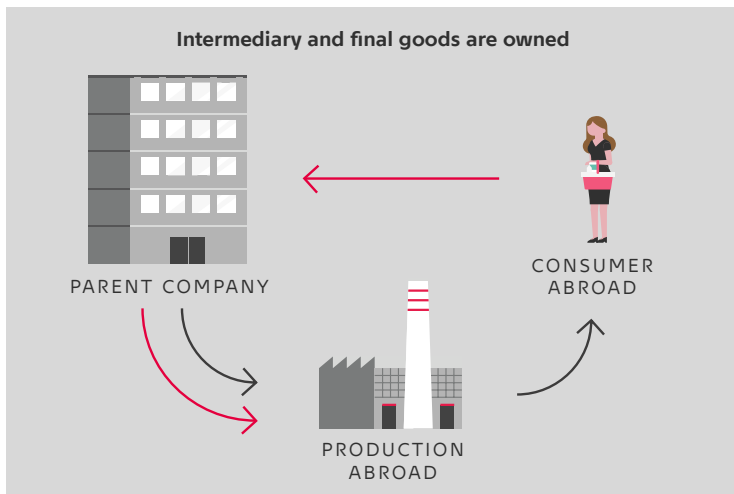 Intermediary and final goods are owned
PARENT COMPANY
CONSUMER
ABROAD
PRODUCTION
ABROAD